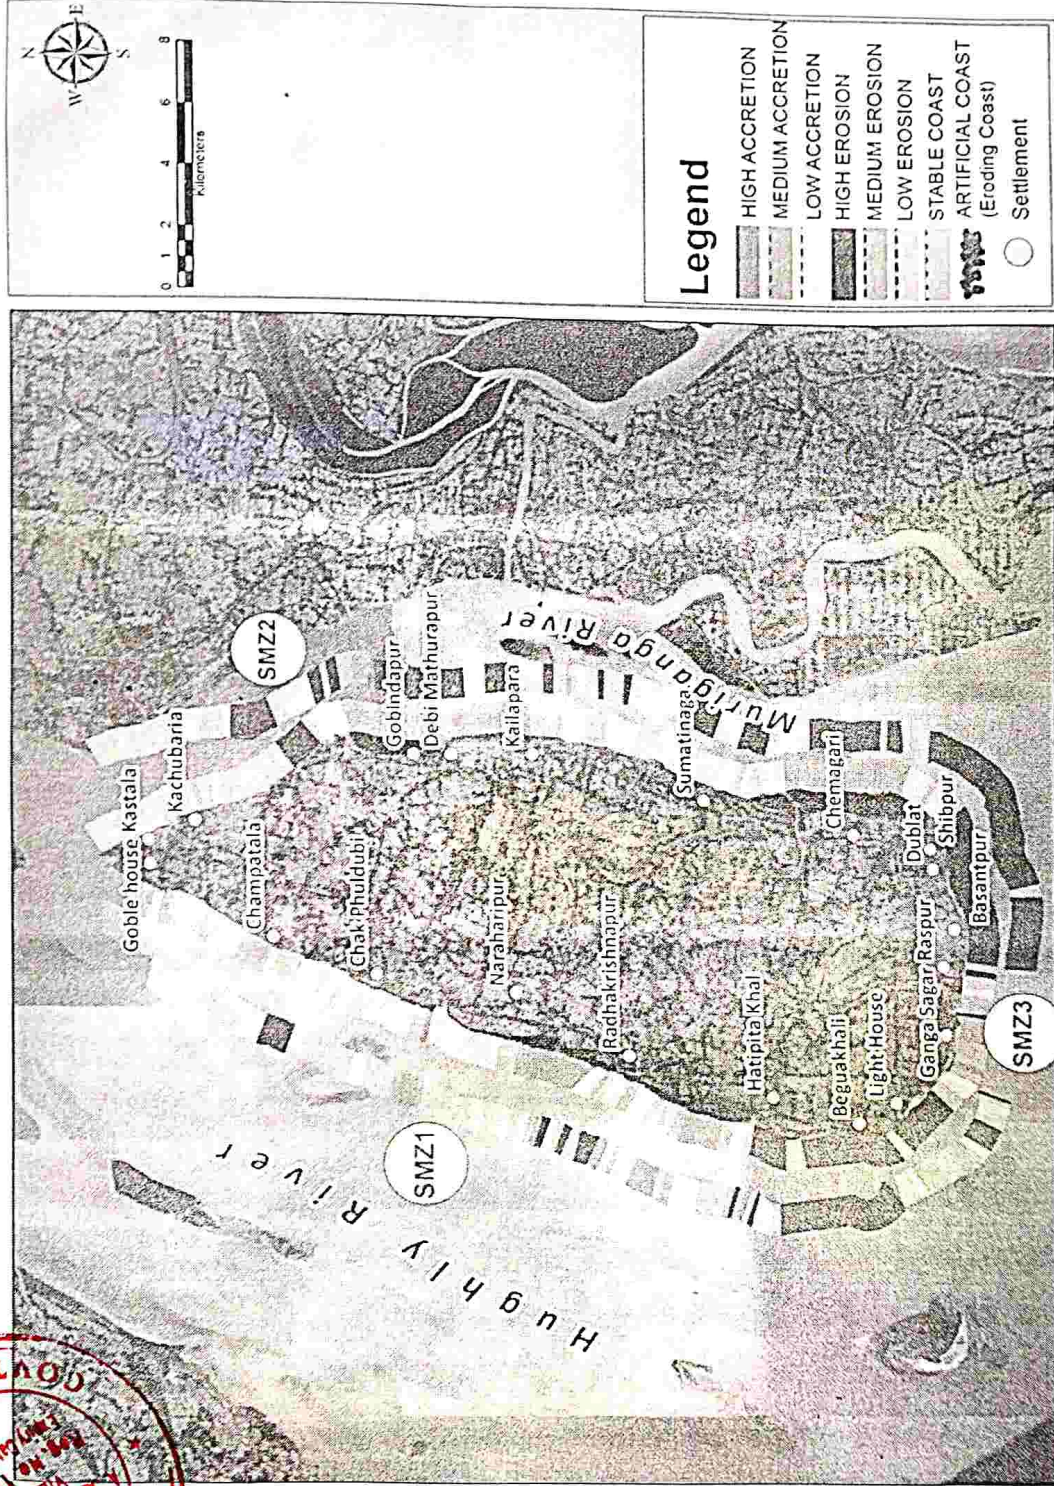 N
E
W
S
0 1 2 4 6 8
Kilometers
Legend
HIGH ACCRETION
MEDIUM ACCRETION
LOW ACCRETION
HIGH EROSION
MEDIUM EROSION
LOW EROSION
STABLE COAST
ARTIFICIAL COAST
(Eroding Coast)
Settlement
Goble house Kastala
Kachubaria
SMZ2
Champatala
Chak Phuldubi
Gobindapur
Debi Mathurapur
Kailapara
Muriganga River
Naraharipur
Radhakrishnapur
Sumatinaga
Hughly River
SMZ1
Hatipita Khal
Chemagari
Beguakhali
Light House
Dublat
Shibpur
Ganga Sagar Raspur
Basantpur
SMZ3
GOV